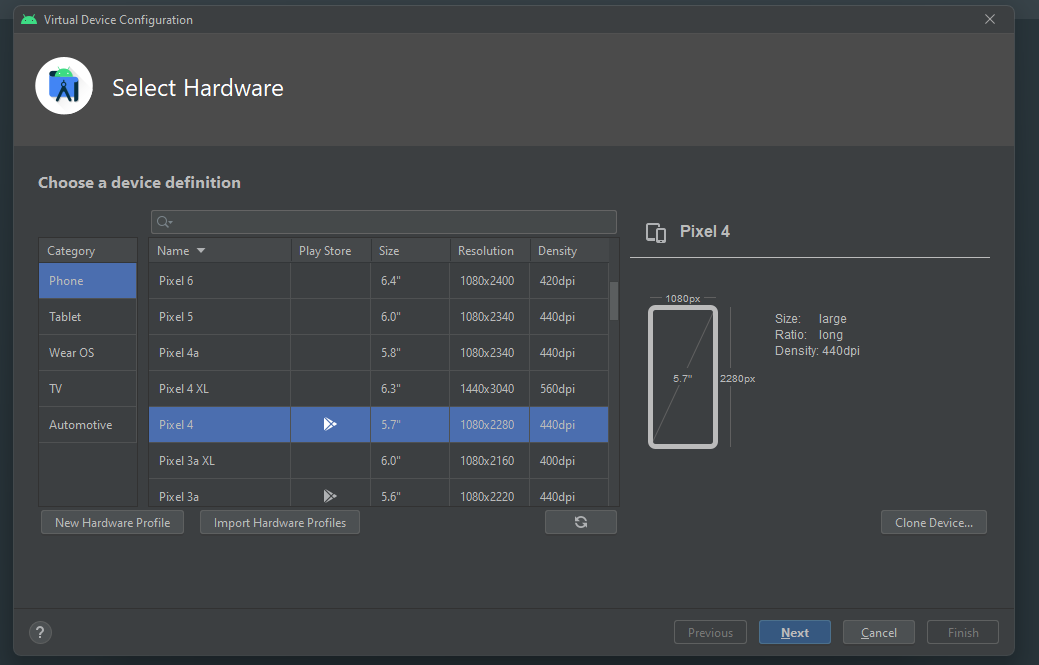 Virtual Device Configuration
Select Hardware
Choose a device definition
Category
Phone
Tablet
Wear OS
TV
Automotive
Name Play Store Size Resolution Density
Pixel 6 6.4" 1080x2400 420dpi
Pixel 5 6.0" 1080x2340 440dpi
Pixel 4a 5.8" 1080x2340 440dpi
Pixel 4 XL 6.3" 1440x3040 560dpi
Pixel 4 5.7" 1080x2280 440dpi
Pixel 3a XL 6.0" 1080x2160 400dpi
Pixel 3a 5.6" 1080x2220 440dpi
New Hardware Profile Import Hardware Profiles
Pixel 4
1080px
5.7"
2280px
Size: large
Ratio: long
Density: 440dpi
Clone Device...
? Previous Next Cancel Finish